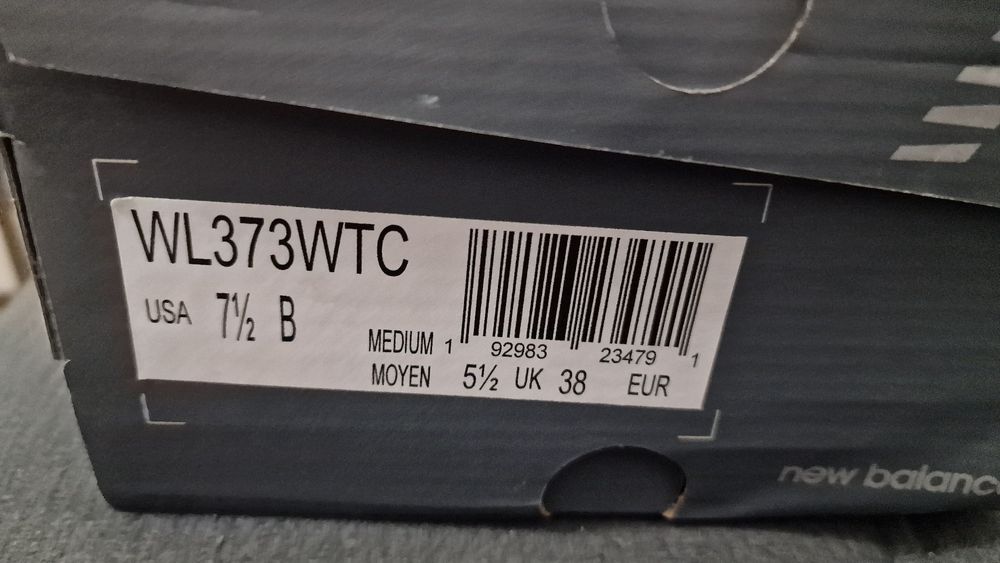 WL373WTC
USA 7½ B
MEDIUM 1 92983 23479 1
MOYEN 5½ UK 38 EUR
new balance